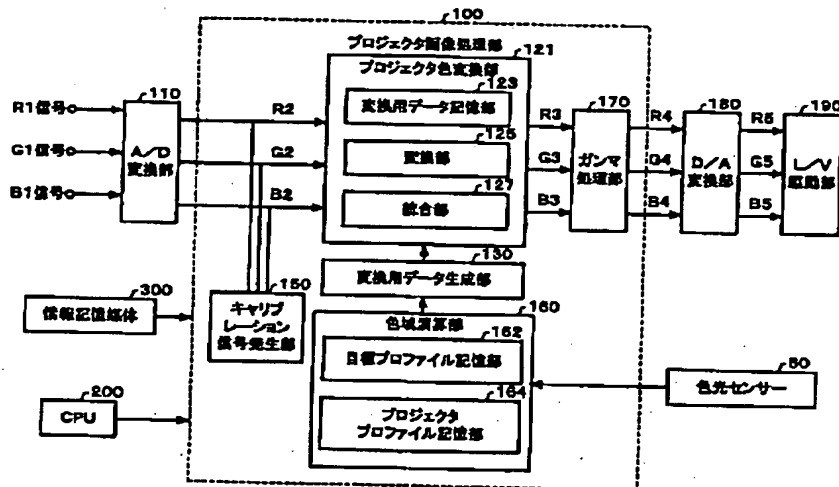 100
プロジェクタ画像処理部
121
プロジェクタ色変換部
123
変換用データ記憶部
125
変換部
127
統合部
110
A/D
変換部
R1信号
G1信号
B1信号
R2
G2
B2
R3
G3
B3
170
ガンマ
処理部
R4
G4
B4
180
D/A
変換部
R5
G5
B5
190
L/V
駆動部
130
変換用データ生成部
150
キャリブ
レーション
信号発生部
160
色域演算部
162
目標プロファイル記憶部
164
プロジェクタ
プロファイル記憶部
300
情報記憶媒体
200
CPU
60
色光センサー